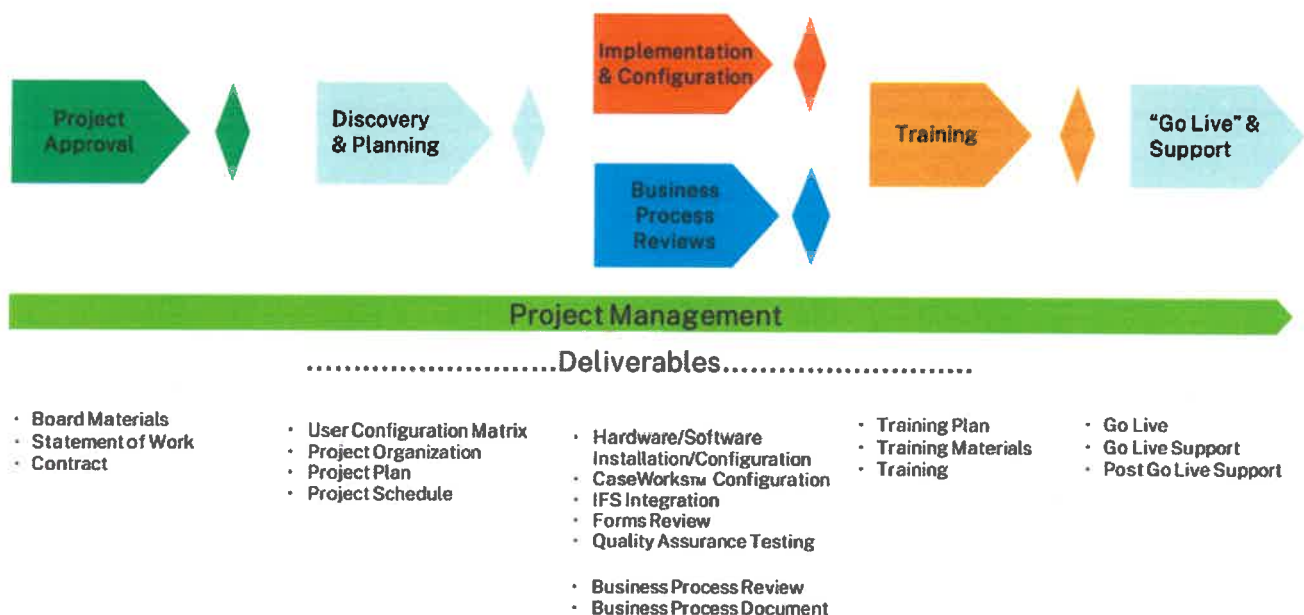 Project
Approval
Discovery
& Planning
Implementation
& Configuration
Business
Process
Reviews
Training
"Go Live" &
Support
Project Management
..........................Deliverables..........................
· Board Materials
· Statement of Work
· Contract
· User Configuration Matrix
· Project Organization
· Project Plan
· Project Schedule
· Hardware/Software
Installation/Configuration
· CaseWorks™ Configuration
· IFS Integration
· Forms Review
· Quality Assurance Testing
· Business Process Review
· Business Process Document
· Training Plan
· Training Materials
· Training
· Go Live
· Go Live Support
· Post Go Live Support